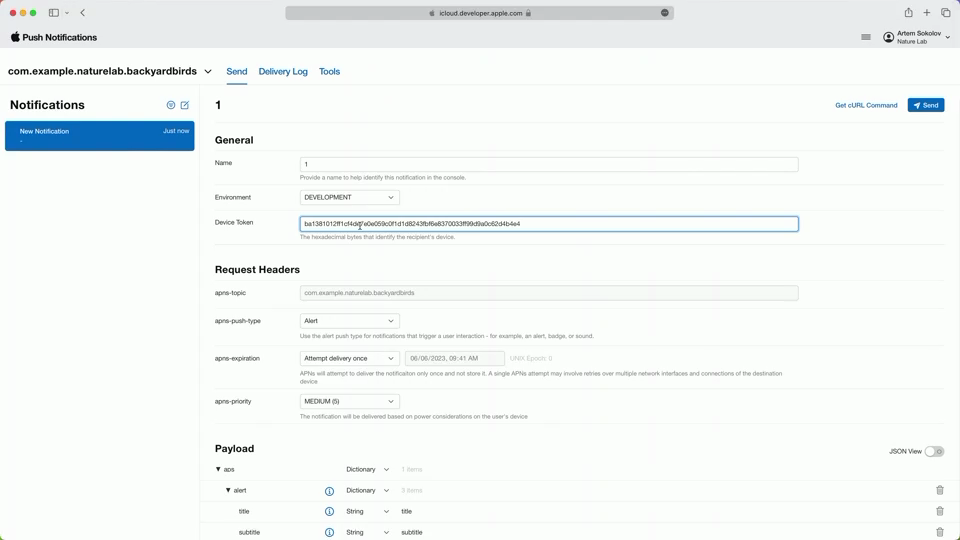 icloud.developer.apple.com
Push Notifications
Artem Sokolov
Nature Lab
com.example.naturelab.backyardbirds
Send
Delivery Log
Tools
Notifications
New Notification
Just now
-
1
Get cURL Command
Send
General
Name
1
Provide a name to help identify this notification in the console.
Environment
DEVELOPMENT
Device Token
The hexadecimal bytes that identify the recipient's device.
Request Headers
apns-topic
com.example.naturelab.backyardbirds
apns-push-type
Alert
Use the alert push type for notifications that trigger a user interaction - for example, an alert, badge, or sound.
apns-expiration
Attempt delivery once
06/06/2023, 09:41 AM
UNIX Epoch: 0
APNs will attempt to deliver the notificaiton only once and not store it. A single APNs attempt may involve retries over multiple network interfaces and connections of the destination
device
apns-priority
MEDIUM (5)
The notification will be delivered based on power considerations on the user's device
Payload
JSON View
aps
Dictionary
1 items
alert
Dictionary
3 items
title
String
title
subtitle
String
subtitle